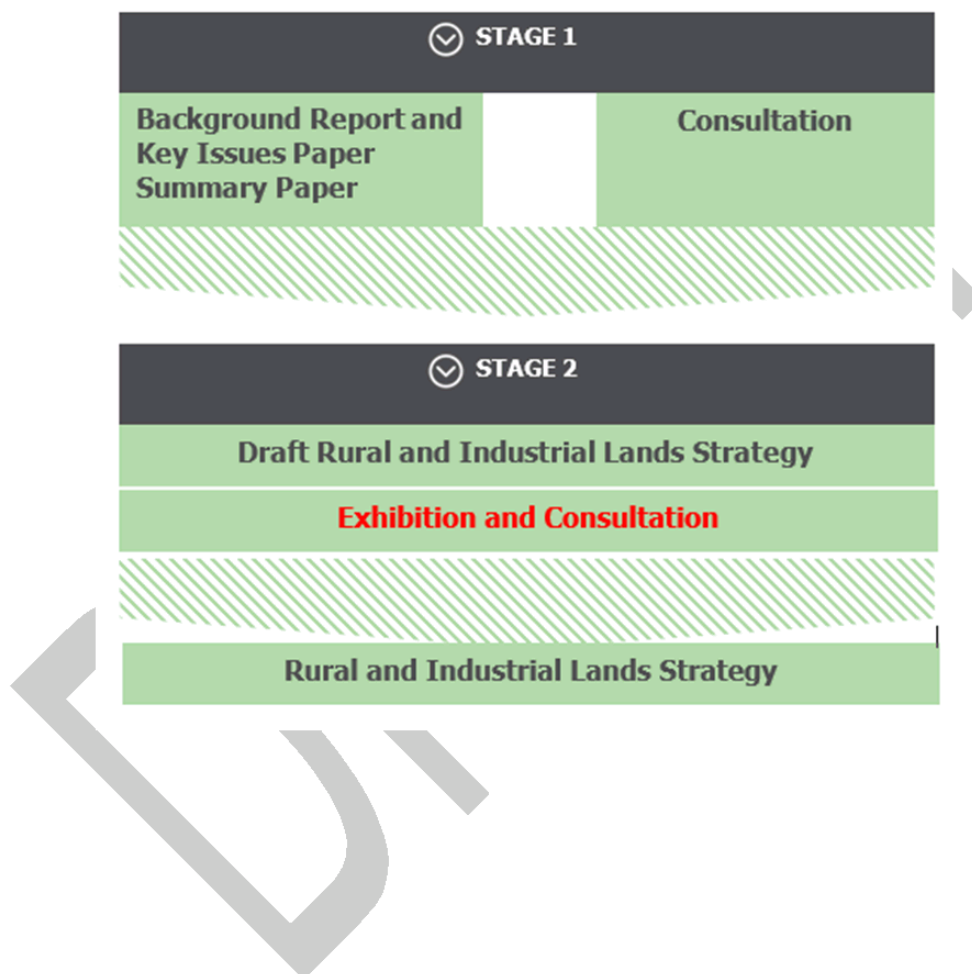 STAGE 1
Background Report and
Key Issues Paper
Summary Paper
Consultation
STAGE 2
Draft Rural and Industrial Lands Strategy
Exhibition and Consultation
Rural and Industrial Lands Strategy